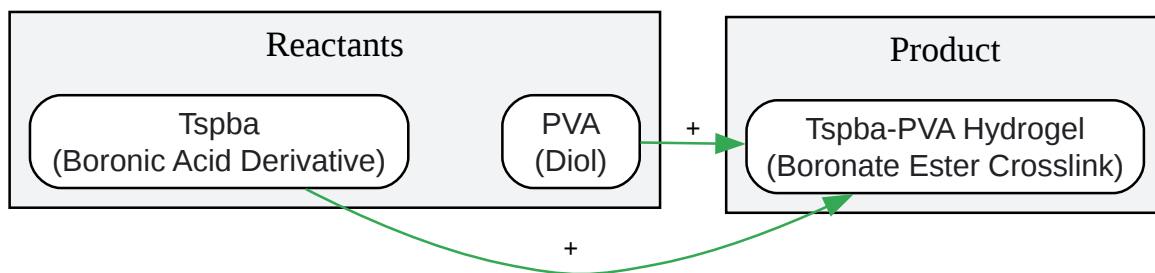 Reactants
Product
Tspba
(Boronic Acid Derivative)
PVA
(Diol)
+
Tspba-PVA Hydrogel
(Boronate Ester Crosslink)
+